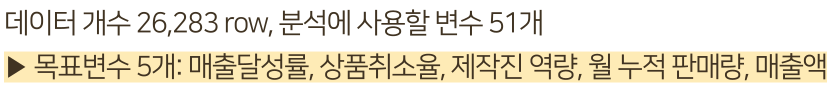 데이터 개수 26,283 row, 분석에 사용할 변수 51개
▶ 목표변수 5개: 매출달성률, 상품취소율, 제작진 역량, 월 누적 판매량, 매출액